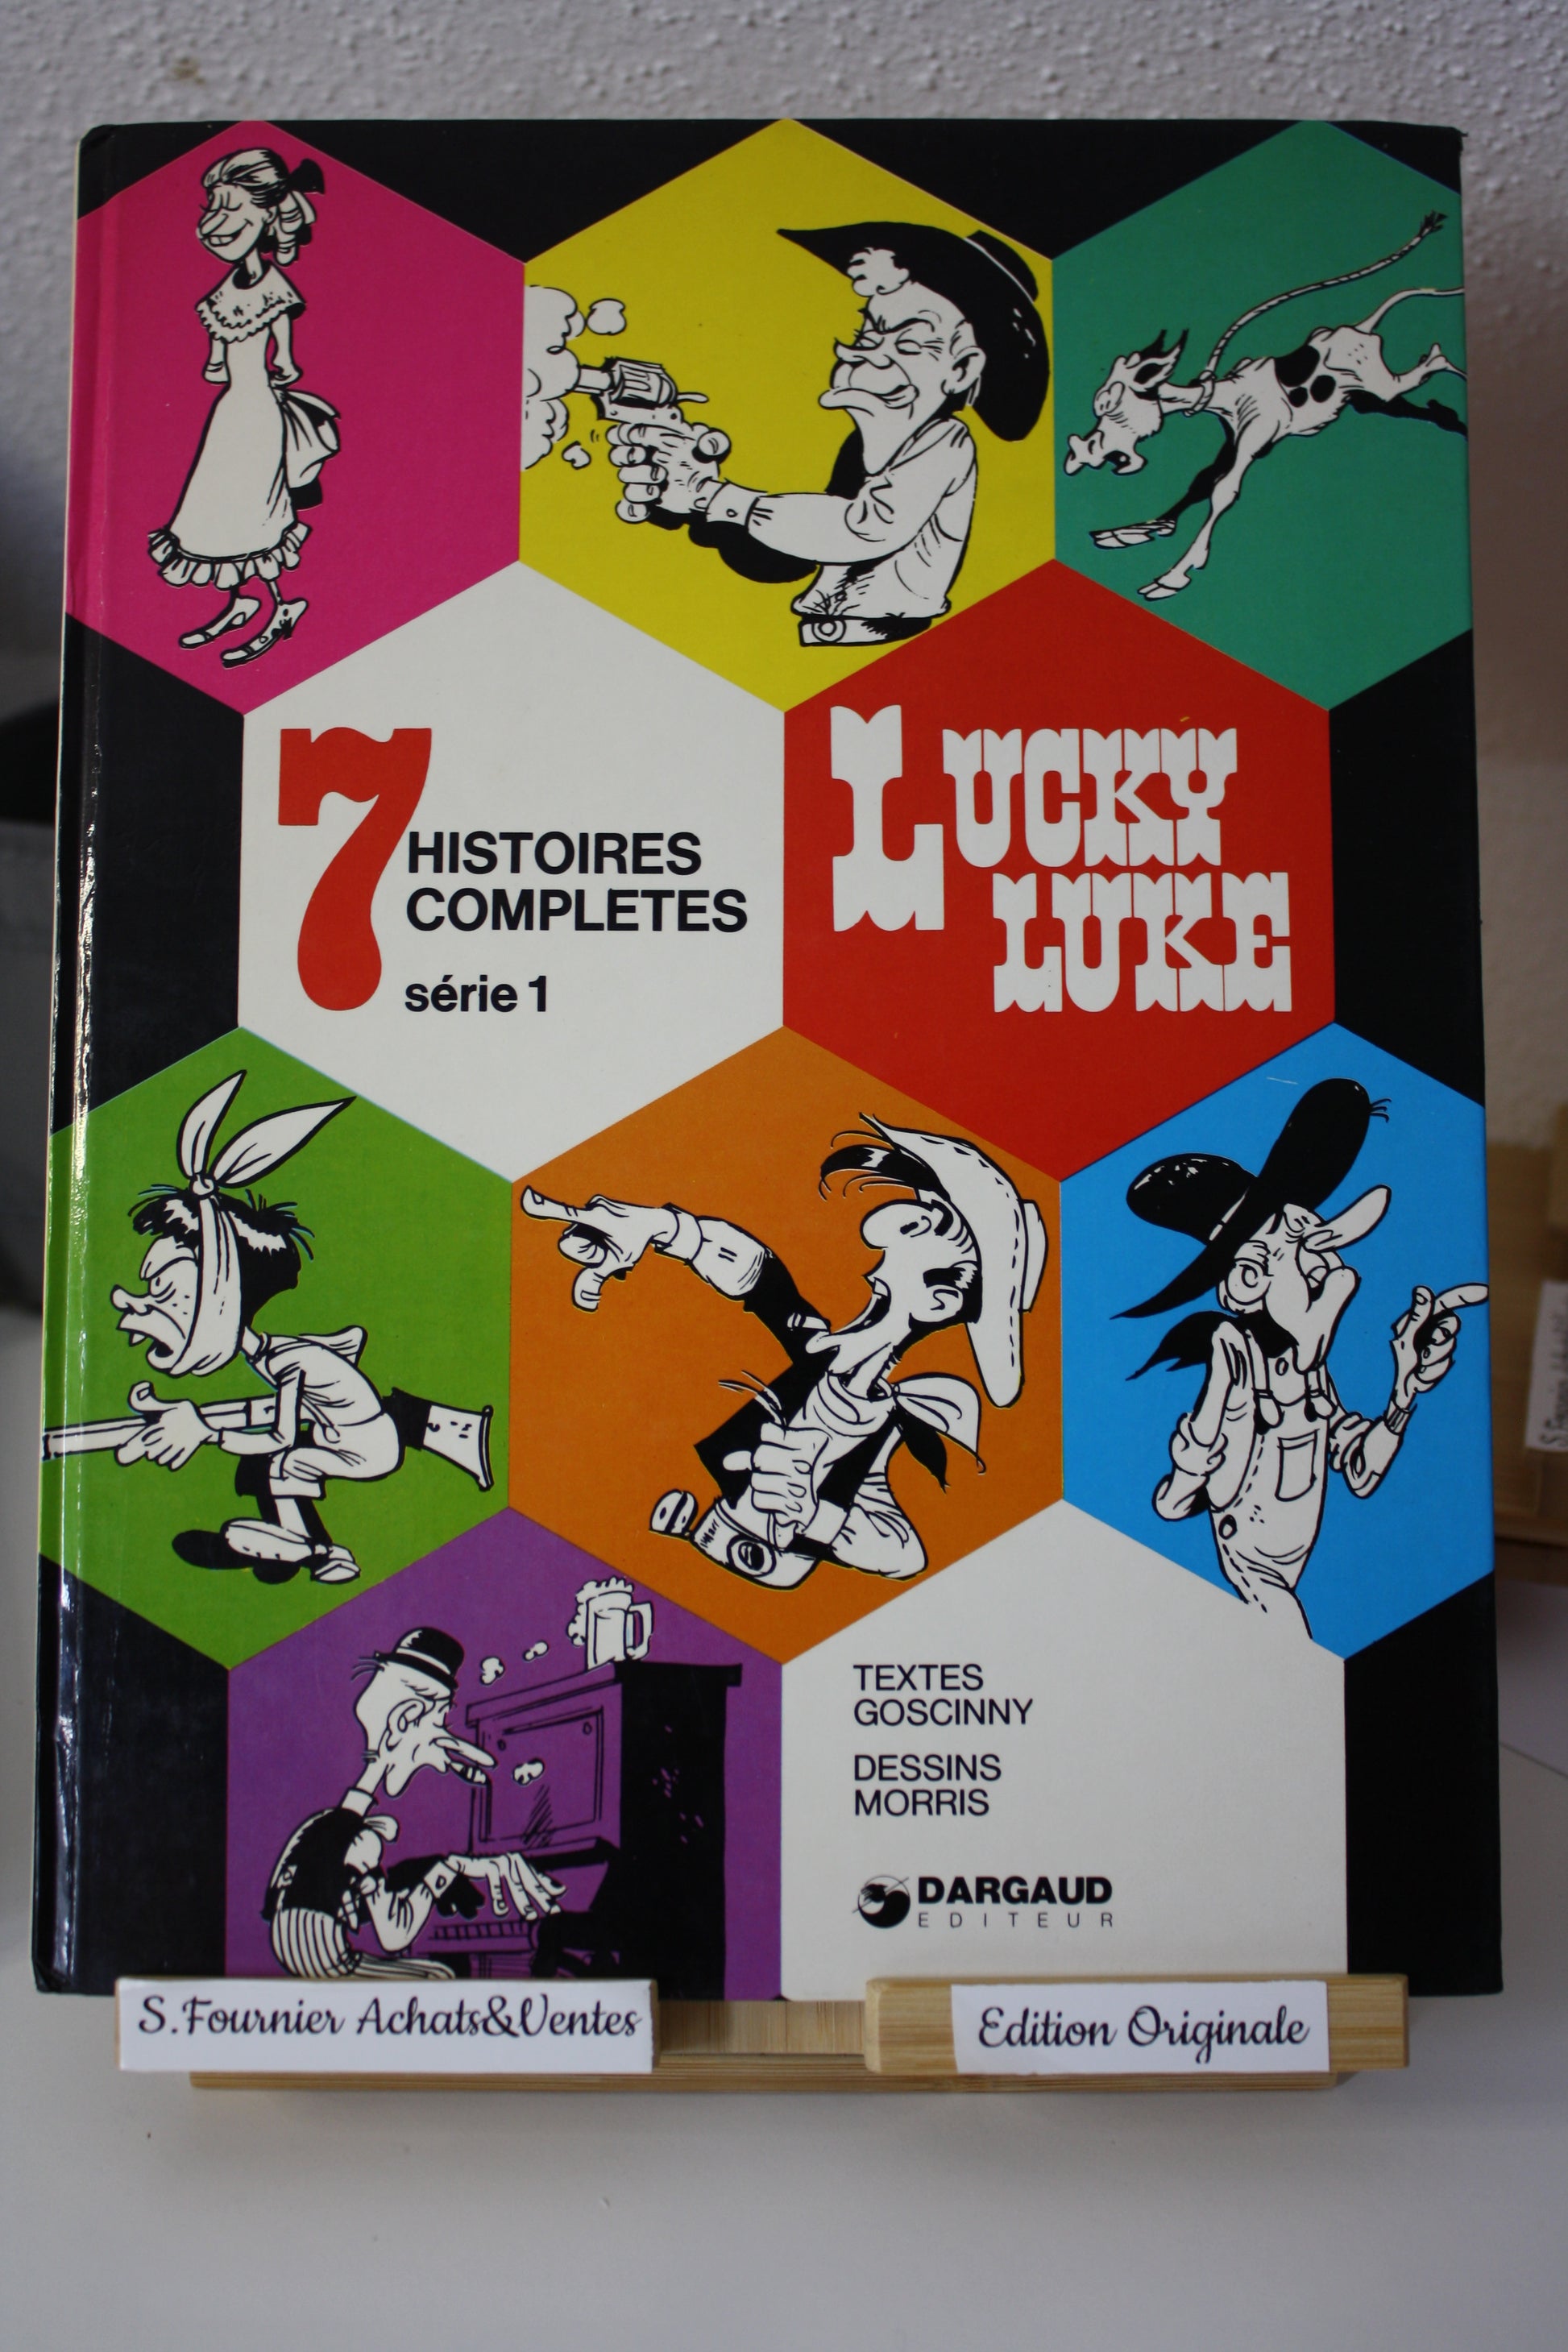 7
HISTOIRES
COMPLETES
série 1
LUCKY
LUKE
TEXTES
GOSCINNY
DESSINS
MORRIS
DARGAUD
EDITEUR
S.Fournier Achats&Ventes
Edition Originale